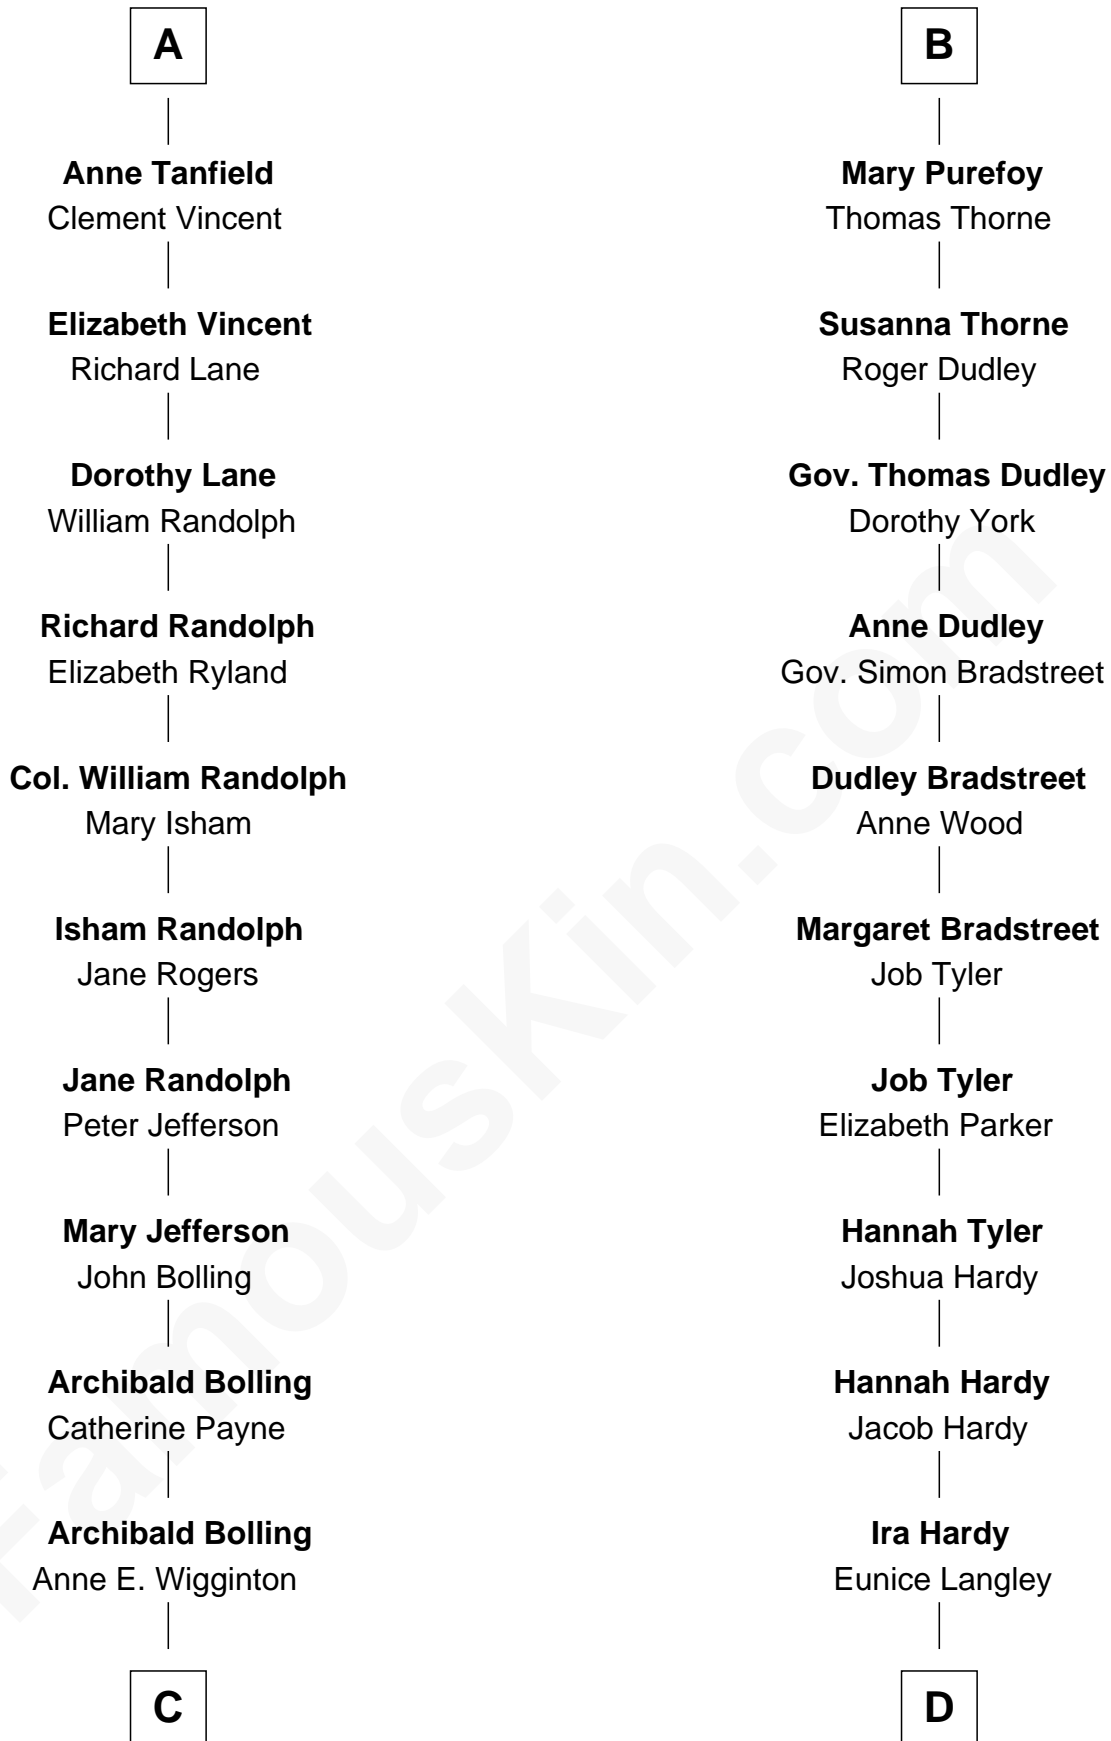 A
Anne Tanfield
Clement Vincent
Elizabeth Vincent
Richard Lane
Dorothy Lane
William Randolph
Richard Randolph
Elizabeth Ryland
Col. William Randolph
Mary Isham
Isham Randolph
Jane Rogers
Jane Randolph
Peter Jefferson
Mary Jefferson
John Bolling
Archibald Bolling
Catherine Payne
Archibald Bolling
Anne E. Wigginton
C
B
Mary Purefoy
Thomas Thorne
Susanna Thorne
Roger Dudley
Gov. Thomas Dudley
Dorothy York
Anne Dudley
Gov. Simon Bradstreet
Dudley Bradstreet
Anne Wood
Margaret Bradstreet
Job Tyler
Job Tyler
Elizabeth Parker
Hannah Tyler
Joshua Hardy
Hannah Hardy
Jacob Hardy
Ira Hardy
Eunice Langley
D
FamousKin.com